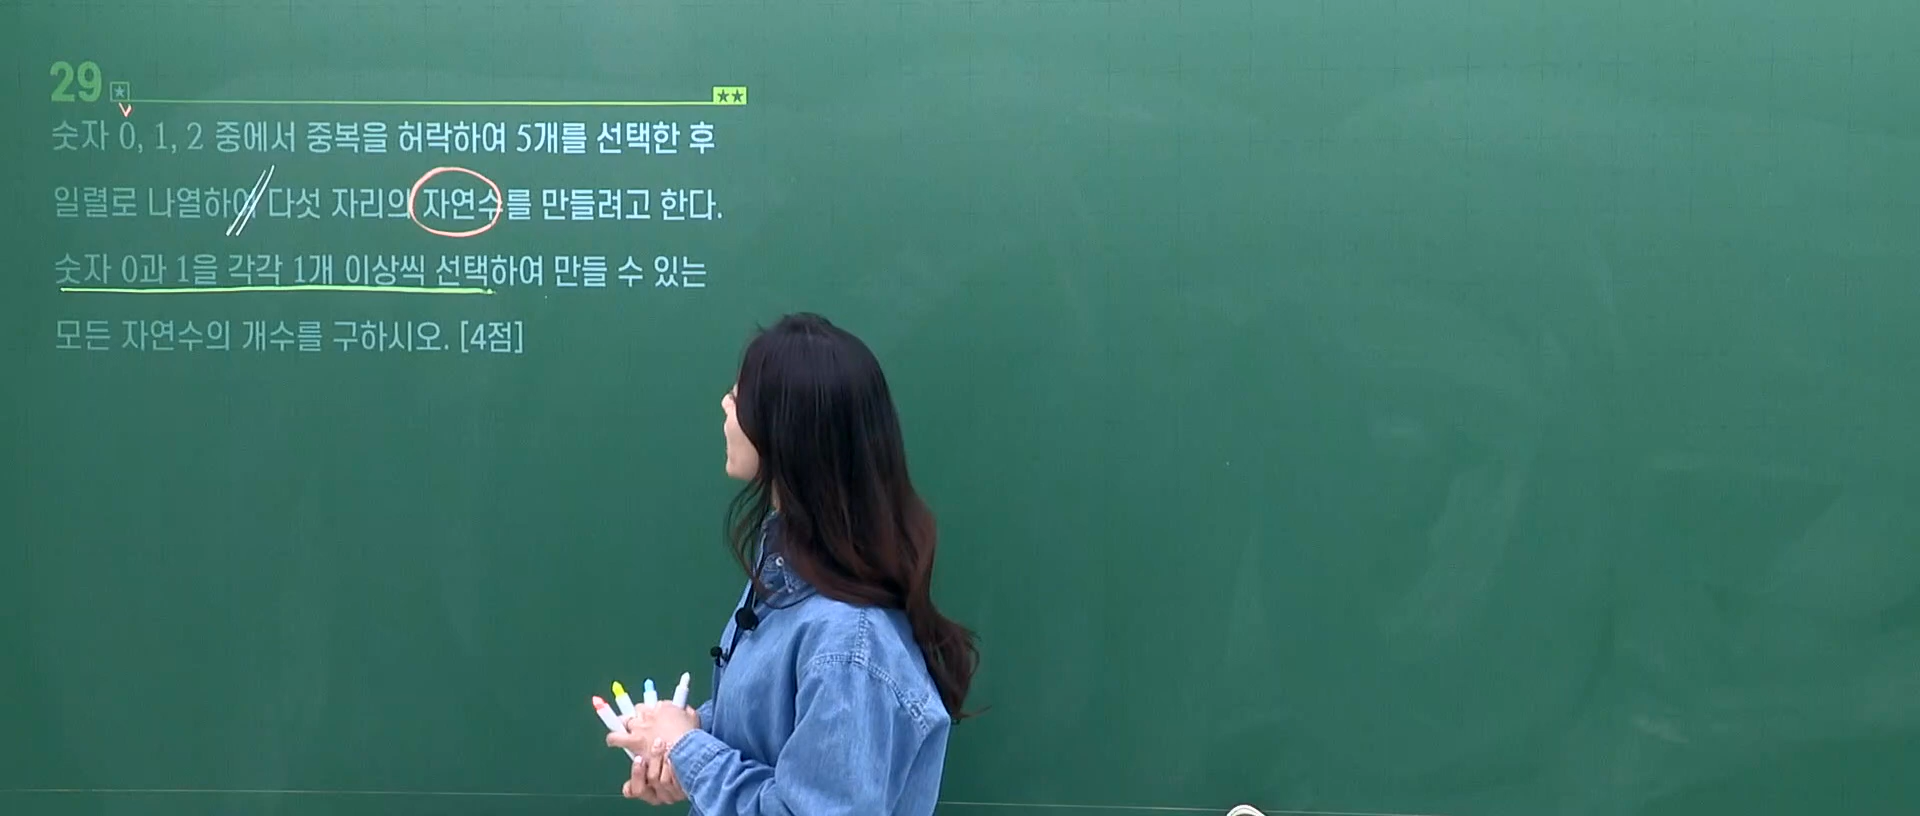 29
숫자 0, 1, 2 중에서 중복을 허락하여 5개를 선택한 후
일렬로 나열하여 다섯 자리의 자연수를 만들려고 한다.
숫자 0과 1을 각각 1개 이상씩 선택하여 만들 수 있는
모든 자연수의 개수를 구하시오. [4점]